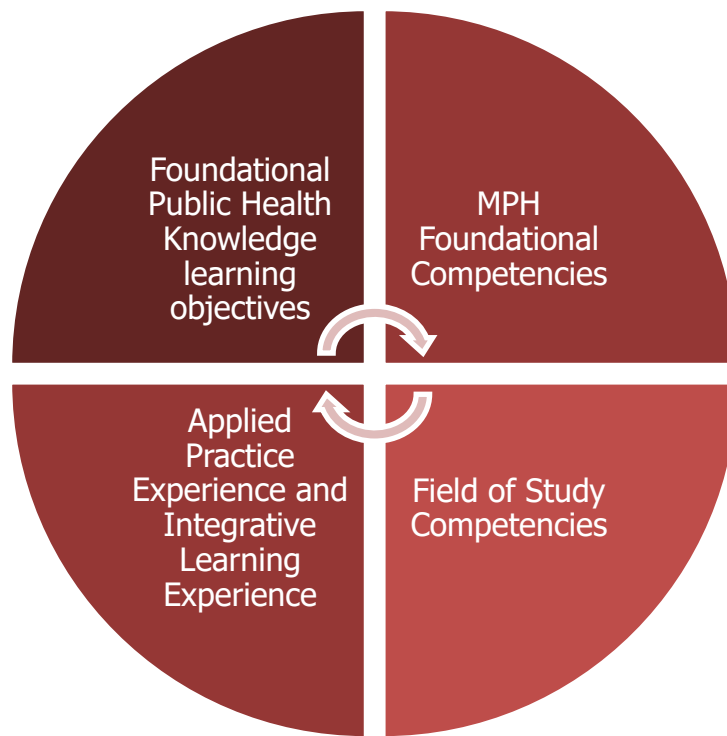 Foundational
Public Health
Knowledge
learning
objectives
MPH
Foundational
Competencies
Applied
Practice
Experience and
Integrative
Learning
Experience
Field of Study
Competencies